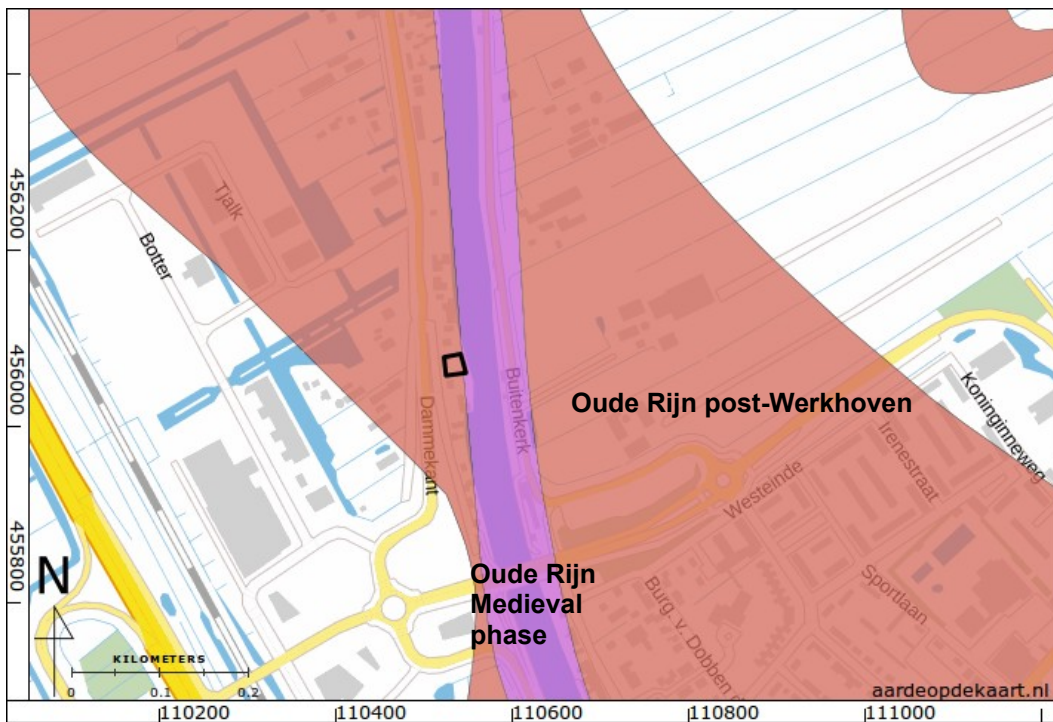 Tjalk
Botter
456200
456000
455800
Dammekant
Buitenkerk
Oude Rijn post-Werkhoven
Koninginneweg
Irenestraat
Westeinde
Sportlaan
Burg. v. Dobben d
Oude Rijn
Medieval
phase
N
KILOMETERS
0 0.1 0.2
aardeopdekaart.nl
110200 110400 110600 110800 111000